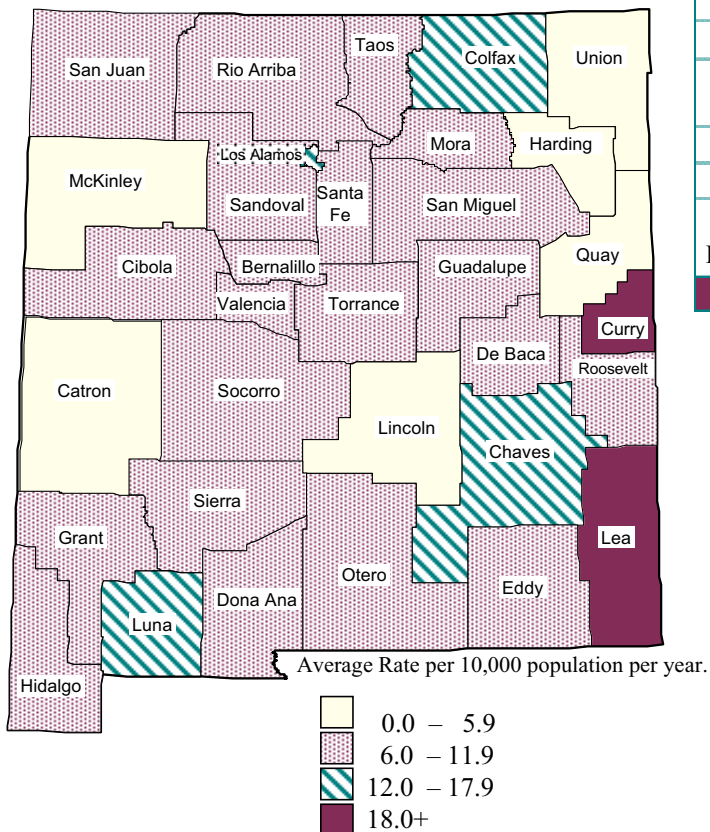 Taos
San Juan
Rio Arriba
Colfax
Union
Mora
Harding
Los Alamos
McKinley
Santa
Fe
Sandoval
San Miguel
Quay
Cibola
Bernalillo
Guadalupe
Valencia
Torrance
Curry
De Baca
Roosevelt
Catron
Socorro
Lincoln
Chaves
Sierra
Grant
Lea
Otero
Eddy
Dona Ana
Luna
Hidalgo
Average Rate per 10,000 population per year.
0.0 – 5.9
6.0 – 11.9
12.0 – 17.9
18.0+